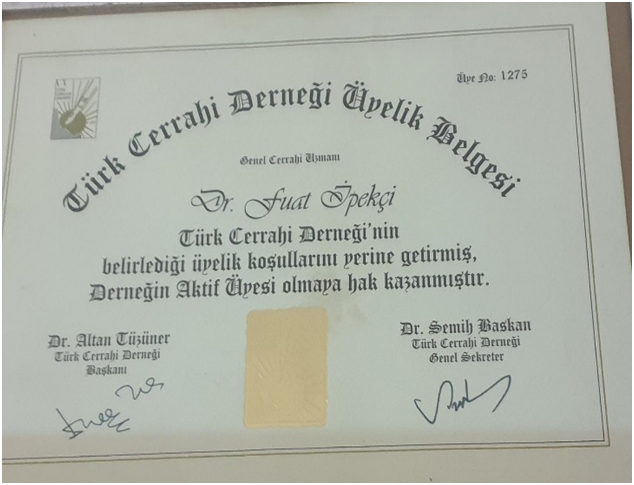 Üye No: 1275
Türk Cerrahi Derneği Üyelik Belgesi
Genel Cerrahi Uzmanı
Dr. Fuat İpekçi
Türk Cerrahi Derneği'nin
belirlediği üyelik koşullarını yerine getirmiş,
Derneğin Aktif Üyesi olmaya hak kazanmıştır.
Dr. Altan Tüzüner
Türk Cerrahi Derneği
Başkanı
Dr. Semih Baskan
Türk Cerrahi Derneği
Genel Sekreter